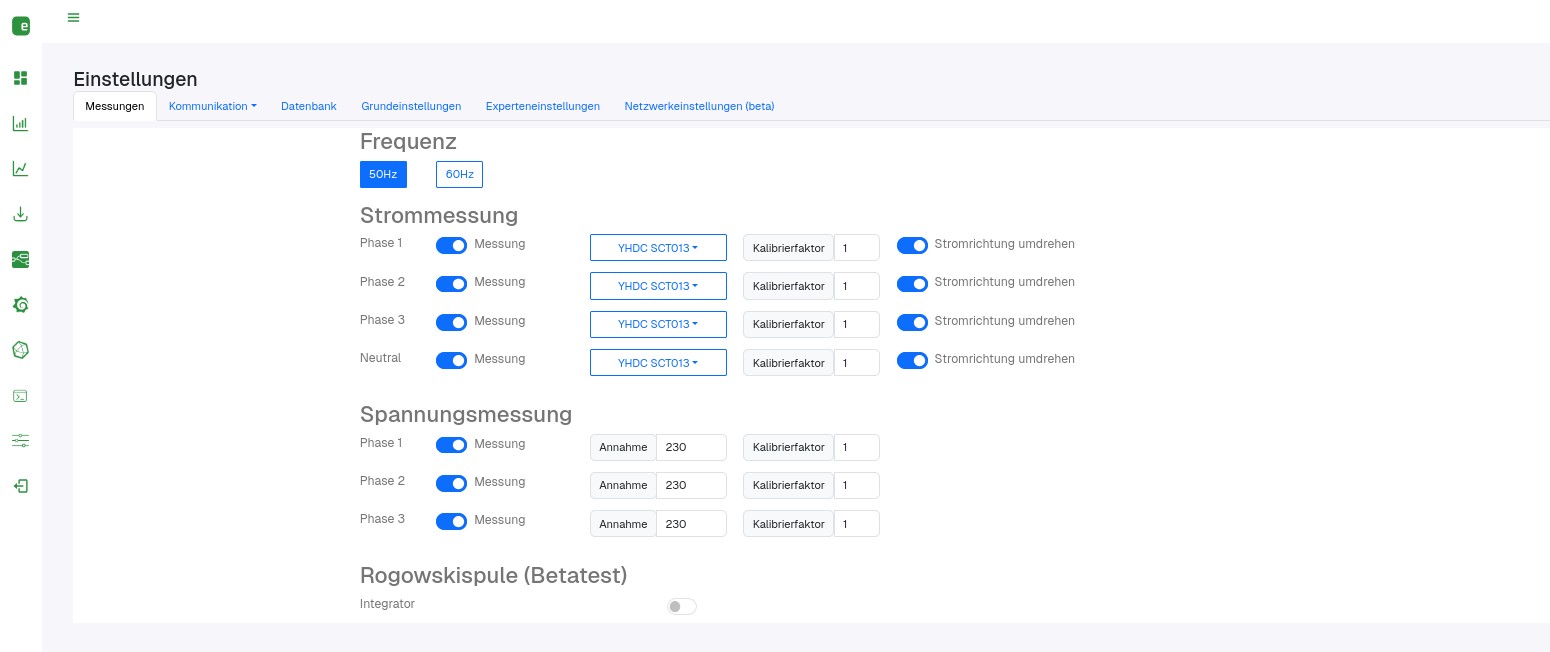 e
Einstellungen
Messungen Kommunikation Datenbank Grundeinstellungen Experteneinstellungen Netzwerkeinstellungen (beta)
Frequenz
50Hz 60Hz
Strommessung
Phase 1 Messung YHDC SCT013 Kalibrierfaktor 1 Stromrichtung umdrehen
Phase 2 Messung YHDC SCT013 Kalibrierfaktor 1 Stromrichtung umdrehen
Phase 3 Messung YHDC SCT013 Kalibrierfaktor 1 Stromrichtung umdrehen
Neutral Messung YHDC SCT013 Kalibrierfaktor 1 Stromrichtung umdrehen
Spannungsmessung
Phase 1 Messung Annahme 230 Kalibrierfaktor 1
Phase 2 Messung Annahme 230 Kalibrierfaktor 1
Phase 3 Messung Annahme 230 Kalibrierfaktor 1
Rogowskispule (Betatest)
Integrator